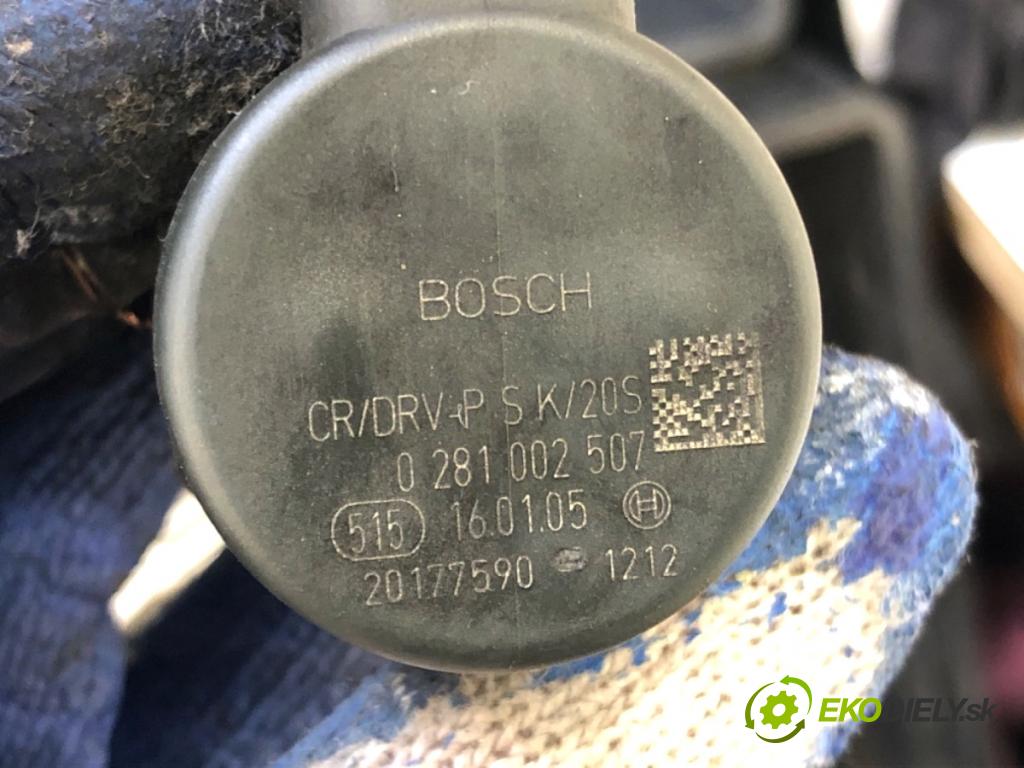 BOSCH
CR/DRV-P S K/20S
0 281 002 507
515 16.01.05 H
20177590 1212
EKODIELY.sk